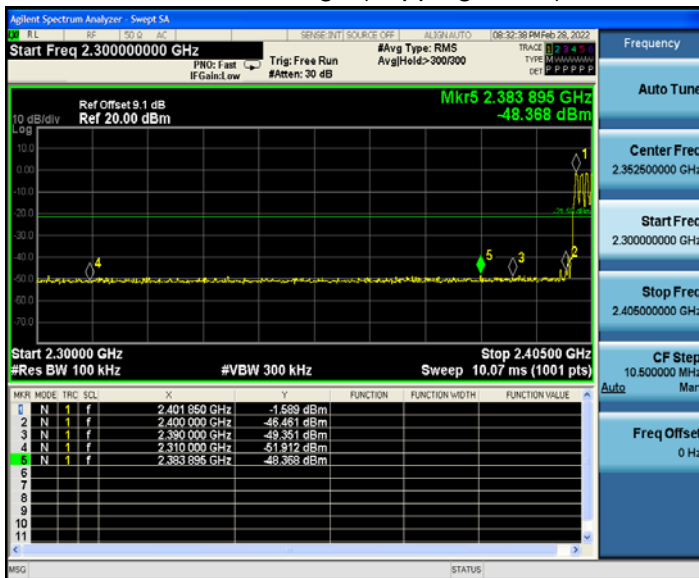 Agilent Spectrum Analyzer - Swept SA
RL RF 50 Ω AC SENSE:INT SOURCE OFF ALIGNAUTO 08:32:38 PM Feb 28, 2022
Start Freq 2.300000000 GHz
PNO: Fast
IFGain:Low
Trig: Free Run
#Atten: 30 dB
#Avg Type: RMS
Avg|Hold:>300/300
TRACE 1 2 3 4 5 6
TYPE M
DET P P P P P P
Frequency
Mkr5 2.383 895 GHz
-48.368 dBm
Ref Offset 9.1 dB
Ref 20.00 dBm
10 dB/div
Log
10.0
0.00
-10.0
-20.0
-30.0
-40.0
-50.0
-60.0
-70.0
1
2
3
4
5
Start 2.30000 GHz
Stop 2.40500 GHz
#Res BW 100 kHz
#VBW 300 kHz
Sweep 10.07 ms (1001 pts)
MKR MODE TRC SCL X Y FUNCTION FUNCTION WIDTH FUNCTION VALUE
1 N 1 f 2.401 850 GHz -1.589 dBm
2 N 1 f 2.400 000 GHz -46.461 dBm
3 N 1 f 2.390 000 GHz -49.351 dBm
4 N 1 f 2.310 000 GHz -51.912 dBm
5 N 1 f 2.383 895 GHz -48.368 dBm
6
7
8
9
10
11
MSG
STATUS
Auto Tune
Center Freq
2.352500000 GHz
Start Freq
2.300000000 GHz
Stop Freq
2.405000000 GHz
CF Step
10.500000 MHz
Auto Man
Freq Offset
0 Hz